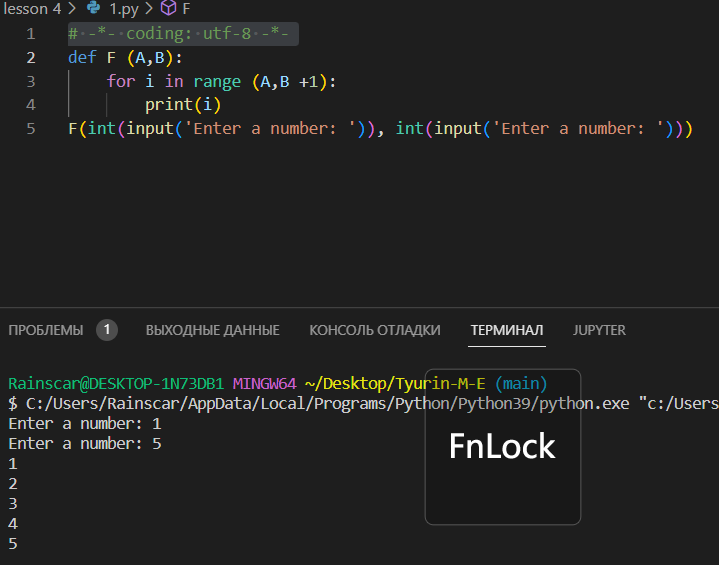 lesson 4 > 1.py > F
1 # -*- coding: utf-8 -*-
2 def F (A,B):
3     for i in range (A,B +1):
4         print(i)
5 F(int(input('Enter a number: ')), int(input('Enter a number: ')))
ПРОБЛЕМЫ 1 ВЫХОДНЫЕ ДАННЫЕ КОНСОЛЬ ОТЛАДКИ ТЕРМИНАЛ JUPYTER
Rainscar@DESKTOP-1N73DB1 MINGW64 ~/Desktop/Tyurin-M-E (main)
$ C:/Users/Rainscar/AppData/Local/Programs/Python/Python39/python.exe "c:/Users
Enter a number: 1
Enter a number: 5
FnLock
1
2
3
4
5